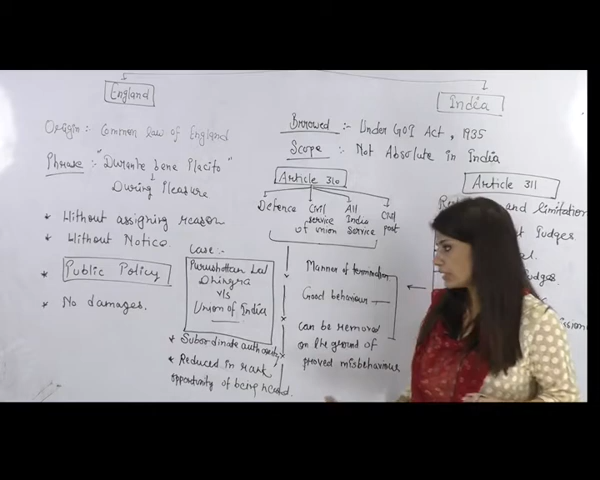 England
Origin :- Common law of England
Phrase :- "Durante bene Placito"
During Pleasure
* Without assigning reason
* Without Notice
* Public Policy
* No damages.
Case :-
Purushottan Lal
Dhingra
v/s
Union of India
* Subordinate authority
* Reduced in rank
opportunity of being heard.
India
Brrowed :- Under GOI Act, 1935
Scope :- Not Absolute in India
Article 310
Defence
Civil service of union
All India Service
Civil post
Manner of termination
Good behaviour
can be removed
on the ground of
proved misbehaviour
Article 311
and limitation
Judges